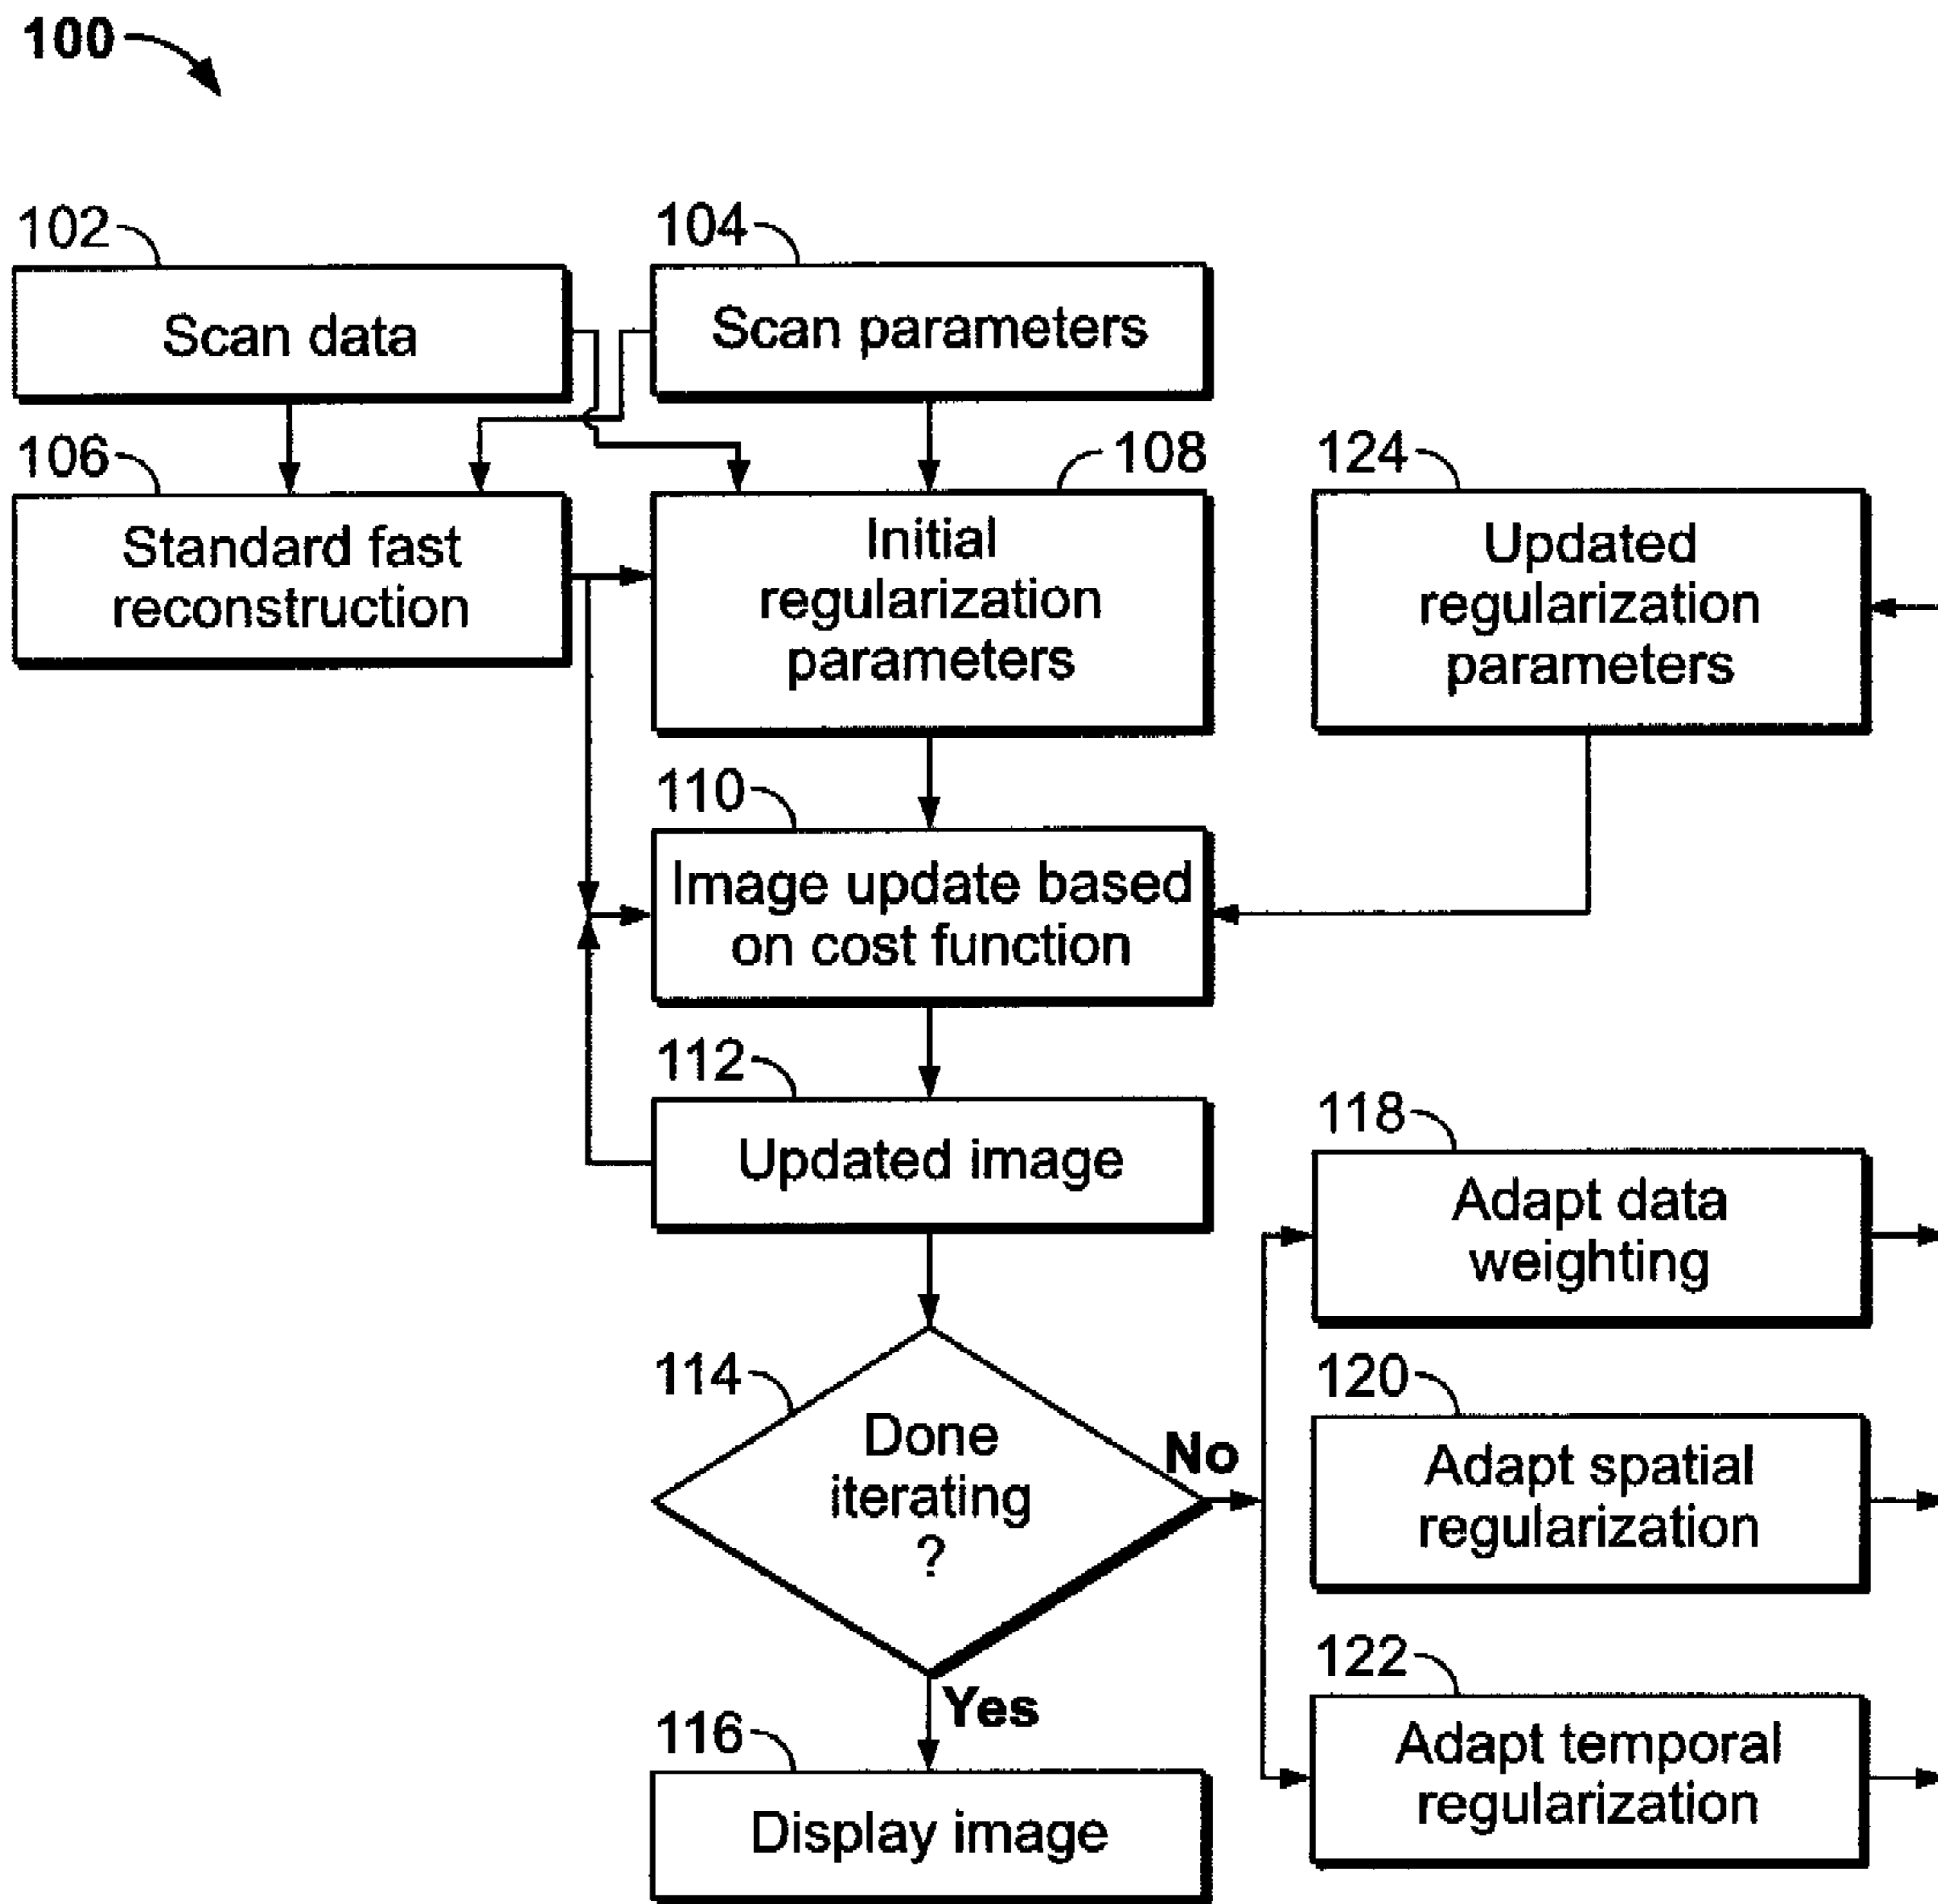 100
102
104
Scan data
Scan parameters
106
108
124
Standard fast
reconstruction
Initial
regularization
parameters
Updated
regularization
parameters
110
Image update based
on cost function
112
Updated image
118
Adapt data
weighting
114
Done
iterating
?
No
120
Adapt spatial
regularization
Yes
122
Adapt temporal
regularization
116
Display image